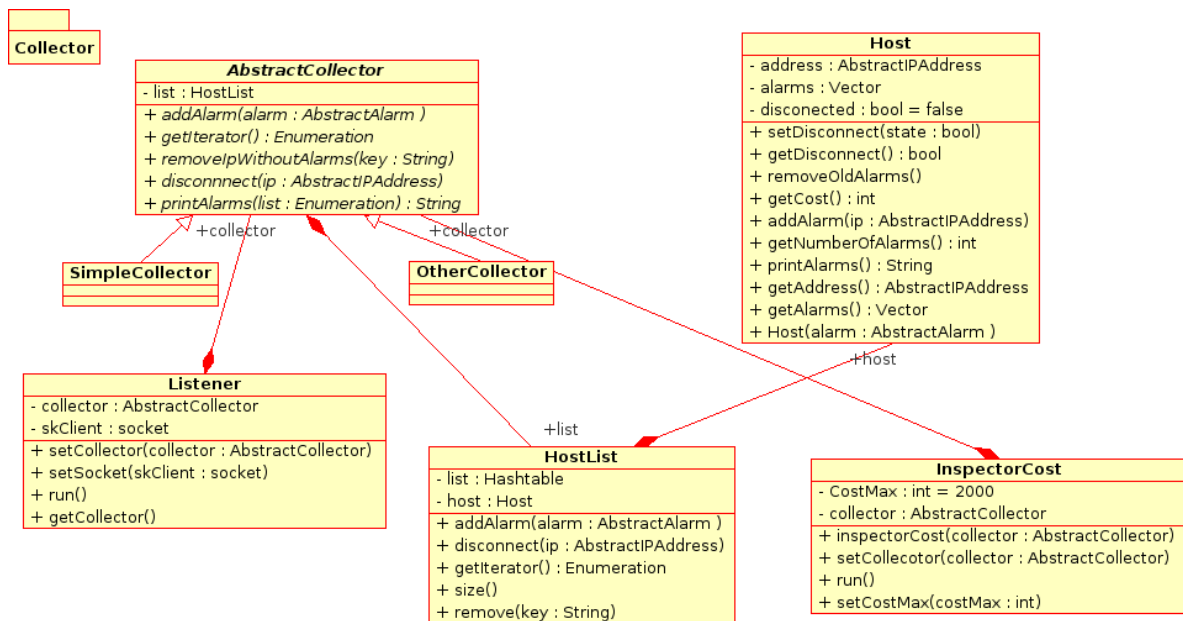 Collector
AbstractCollector
- list : HostList
+ addAlarm(alarm : AbstractAlarm )
+ getIterator() : Enumeration
+ removeIpWithoutAlarms(key : String)
+ disconnnect(ip : AbstractIPAddress)
+ printAlarms(list : Enumeration) : String
Host
- address : AbstractIPAddress
- alarms : Vector
- disconected : bool = false
+ setDisconnect(state : bool)
+ getDisconnect() : bool
+ removeOldAlarms()
+ getCost() : int
+ addAlarm(ip : AbstractIPAddress)
+ getNumberOfAlarms() : int
+ printAlarms() : String
+ getAddress() : AbstractIPAddress
+ getAlarms() : Vector
+ Host(alarm : AbstractAlarm )
+collector
+collector
SimpleCollector
OtherCollector
+host
Listener
- collector : AbstractCollector
- skClient : socket
+ setCollector(collector : AbstractCollector)
+ setSocket(skClient : socket)
+ run()
+ getCollector()
+list
HostList
- list : Hashtable
- host : Host
+ addAlarm(alarm : AbstractAlarm )
+ disconnect(ip : AbstractIPAddress)
+ getIterator() : Enumeration
+ size()
+ remove(key : String)
InspectorCost
- CostMax : int = 2000
- collector : AbstractCollector
+ inspectorCost(collector : AbstractCollector)
+ setCollecotor(collector : AbstractCollector)
+ run()
+ setCostMax(costMax : int)